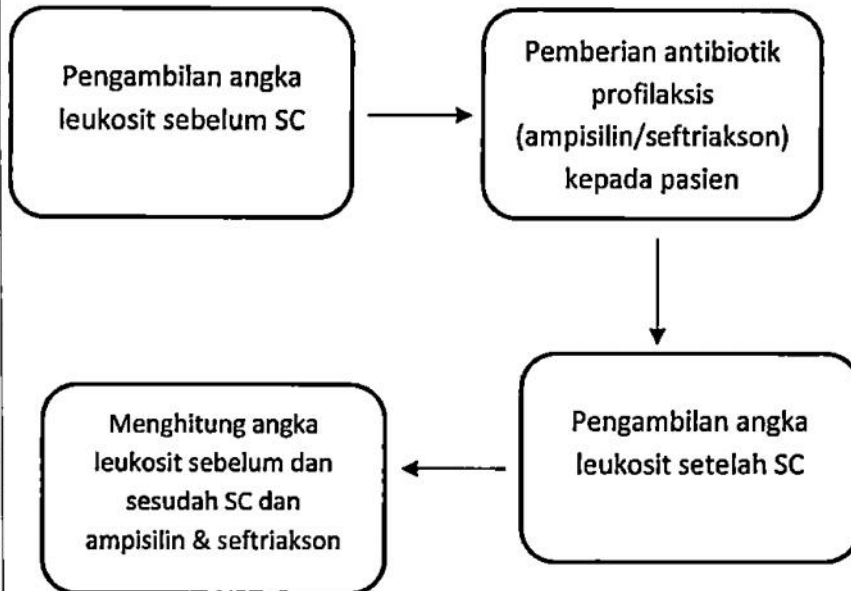 Pengambilan angka
leukosit sebelum SC
Pemberian antibiotik
profilaksis
(ampisilin/seftriakson)
kepada pasien
Pengambilan angka
leukosit setelah SC
Menghitung angka
leukosit sebelum dan
sesudah SC dan
ampisilin & seftriakson